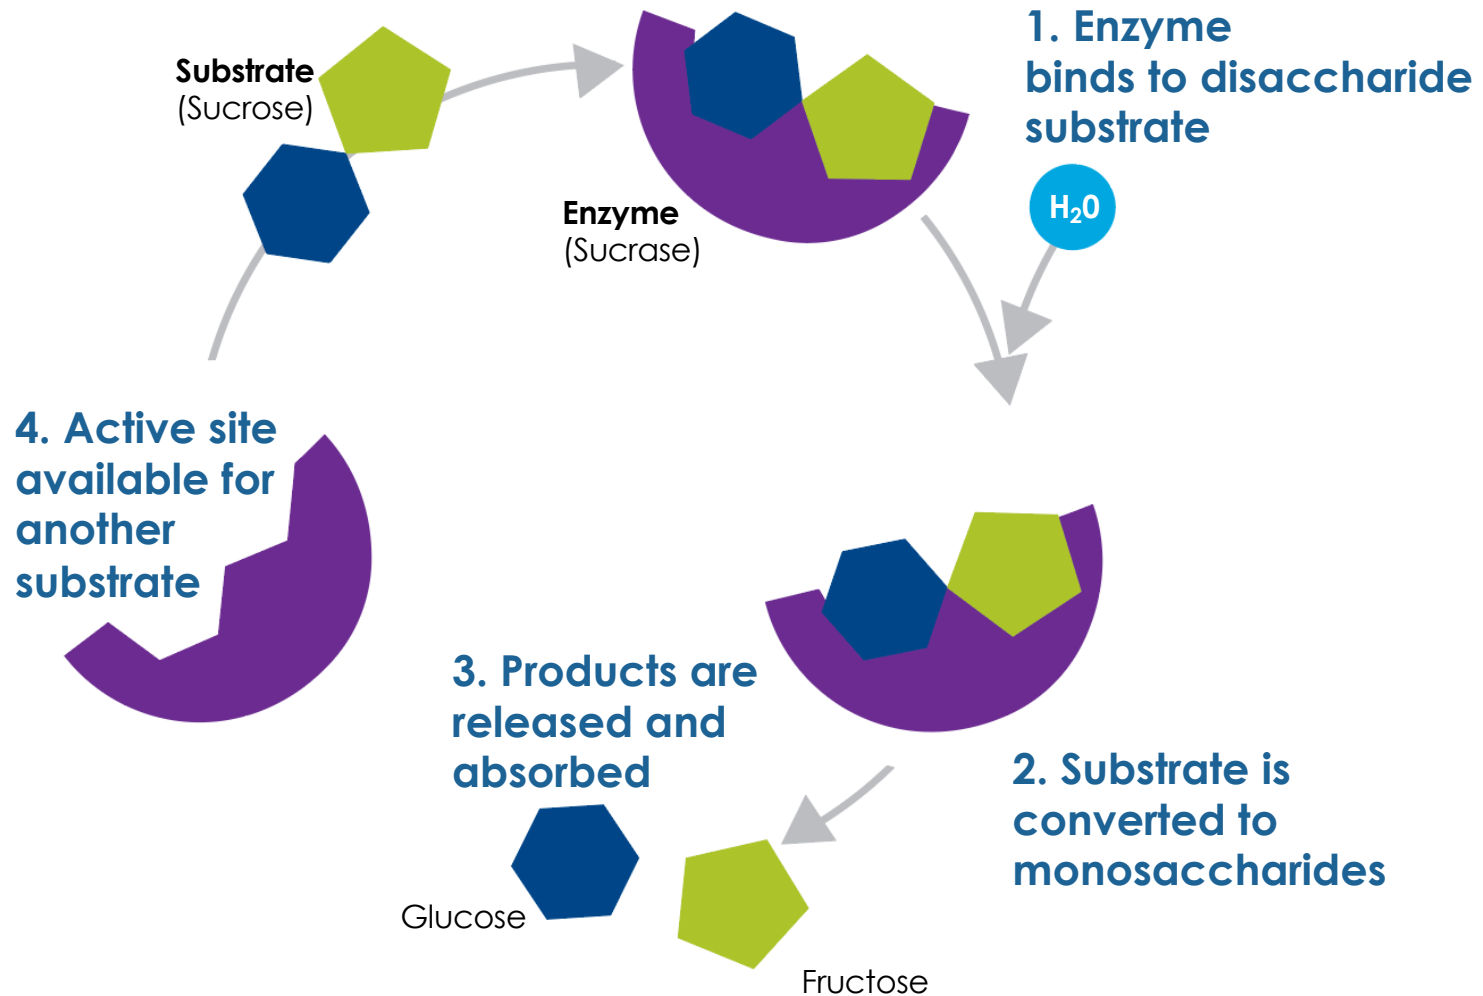 Substrate
(Sucrose)
1. Enzyme
binds to disaccharide
substrate
H₂0
Enzyme
(Sucrase)
4. Active site
available for
another
substrate
3. Products are
released and
absorbed
2. Substrate is
converted to
monosaccharides
Glucose
Fructose